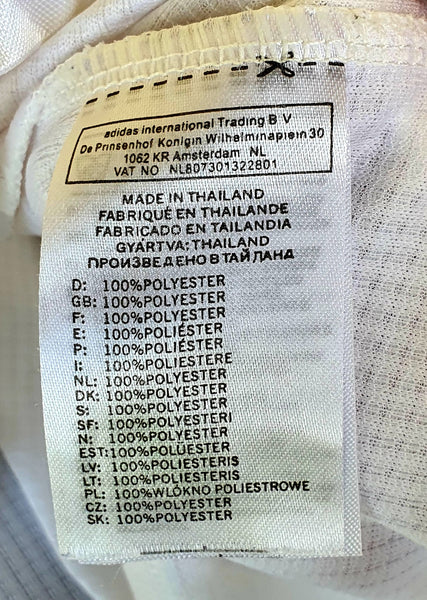 adidas International Trading B V
De Prinsenhof Konigin Wilhelminaplein 30
1062 KR Amsterdam NL
VAT NO NL807301322801
MADE IN THAILAND
FABRIQUÉ EN THAILANDE
FABRICADO EN TAILANDIA
GYÁRTVA: THAILAND
ПРОИЗВЕДЕНО В ТАЙЛАНДА
D: 100%POLYESTER
GB: 100%POLYESTER
F: 100%POLYESTER
E: 100%POLIÉSTER
P: 100%POLIÉSTER
I: 100%POLIESTERE
NL: 100%POLYESTER
DK: 100%POLYESTER
S: 100%POLYESTER
SF: 100%POLYESTERI
N: 100%POLYESTER
EST: 100%POLÜESTER
LV: 100%POLIESTERIS
LT: 100%POLIESTERIS
PL: 100%WŁÓKNO POLIESTROWE
CZ: 100%POLYESTER
SK: 100%POLYESTER